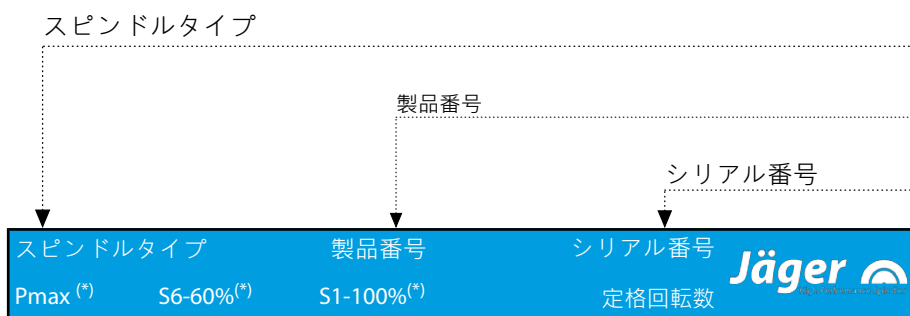 スピンドルタイプ
製品番号
シリアル番号
スピンドルタイプ 製品番号 シリアル番号
Jäger
Pmax (*) S6-60%(*) S1-100%(*) 定格回転数